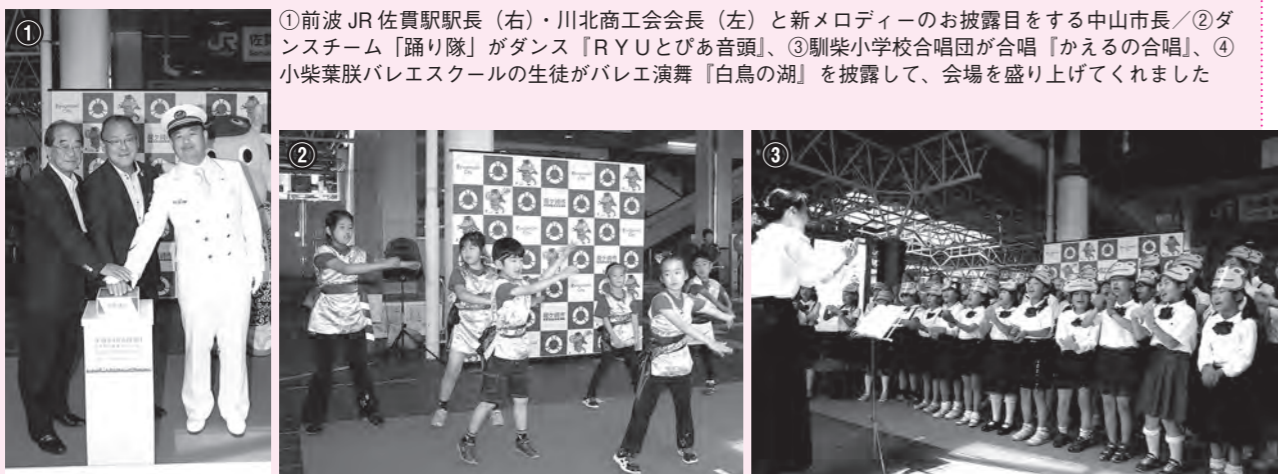 ①前波 JR 佐貫駅駅長（右）・川北商工会会長（左）と新メロディーのお披露目をする中山市長／②ダ
ンスチーム「踊り隊」がダンス『ＲＹＵとぴあ音頭』、③馴柴小学校合唱団が合唱『かえるの合唱』、④
小柴葉朕バレエスクールの生徒がバレエ演舞『白鳥の湖』を披露して、会場を盛り上げてくれました
①
JR 佐貫
②
③